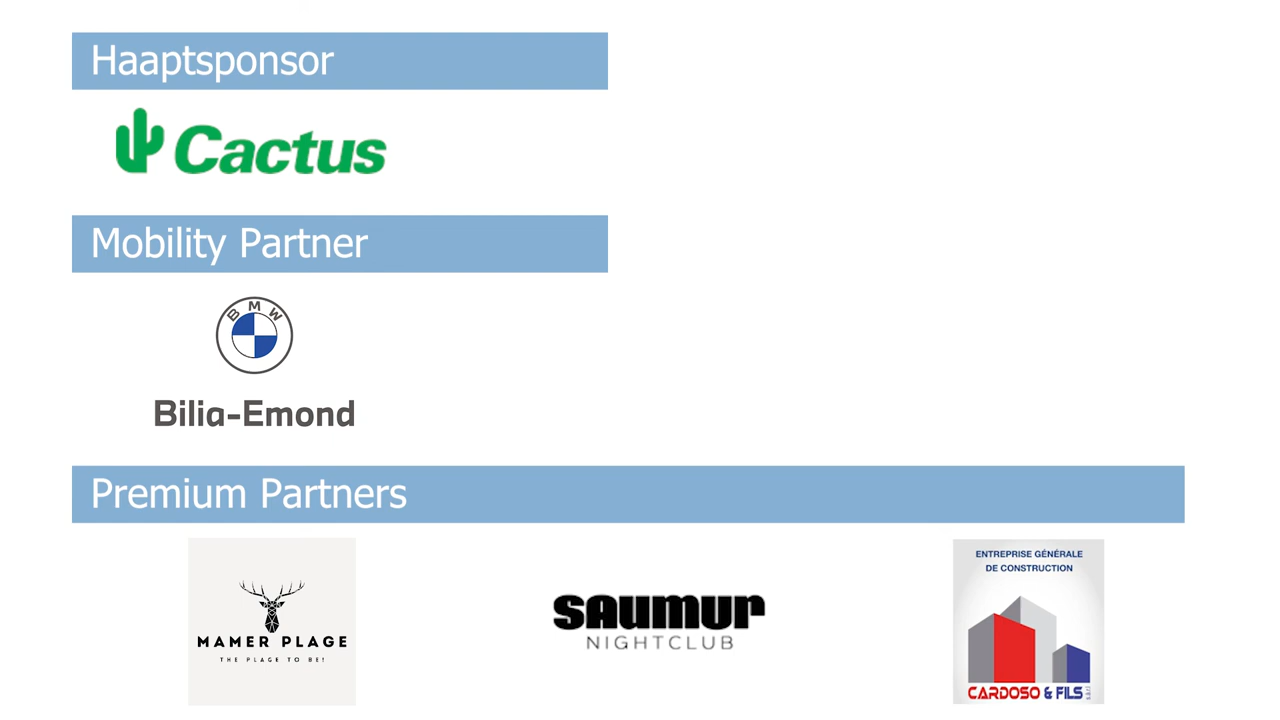 Haaptsponsor
Cactus
Mobility Partner
BMW
Bilia-Emond
Premium Partners
MAMER PLAGE
THE PLAGE TO BE!
SAUMUR
NIGHTCLUB
ENTREPRISE GÉNÉRALE
DE CONSTRUCTION
CARDOSO & FILS